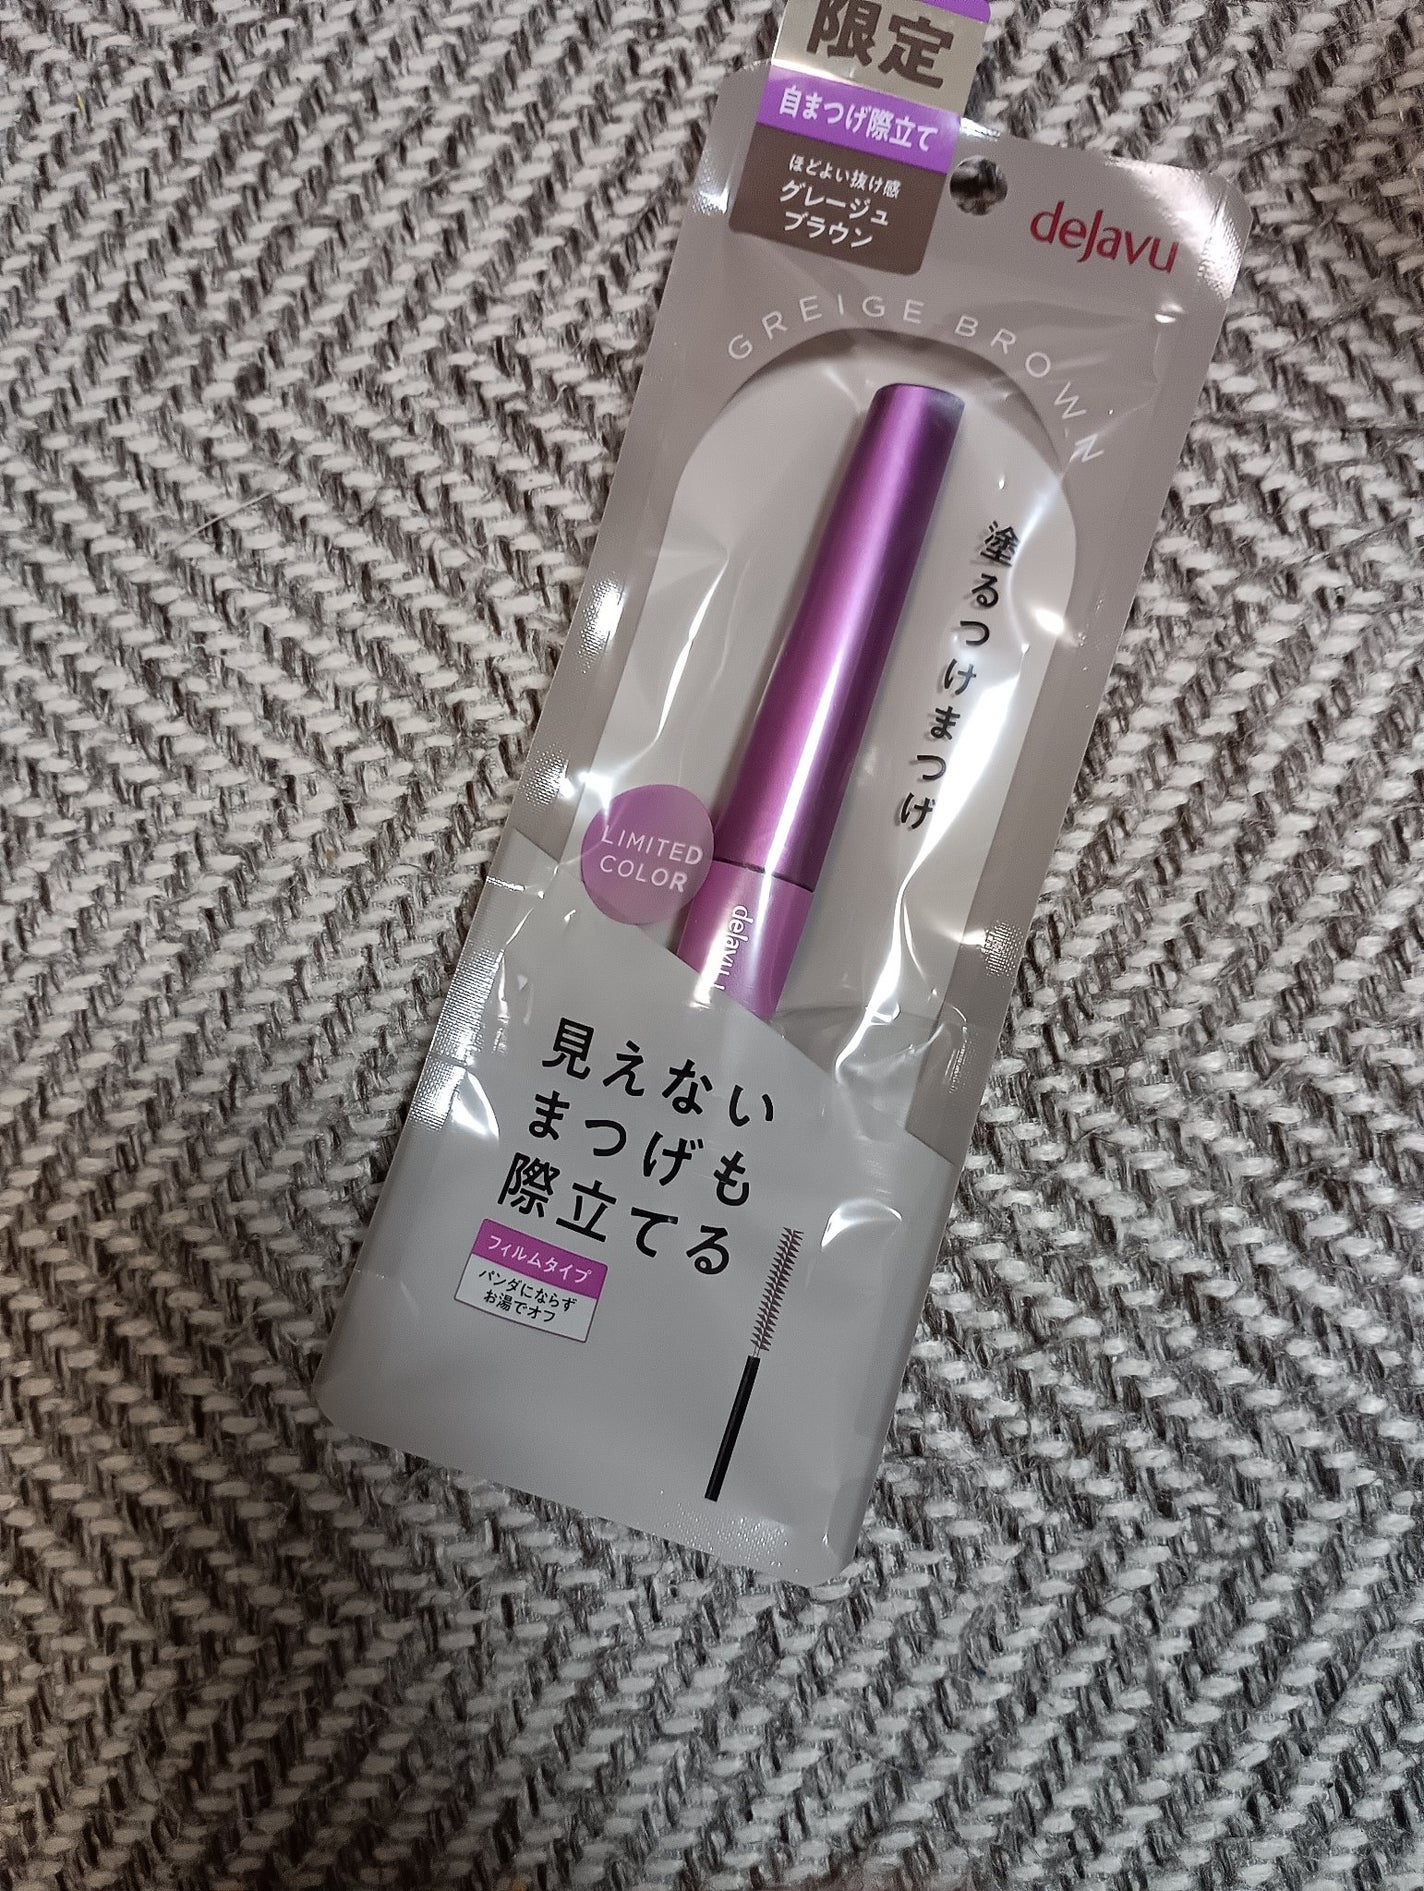 限定
自まつげ際立て
ほどよい抜け感
グレージュ
ブラウン
deJavu
GREIGE BROWN
塗るつけまつげ
LIMITED
COLOR
deJavu
見えない
まつげも
際立てる
フィルムタイプ
パンダにならず
お湯でオフ